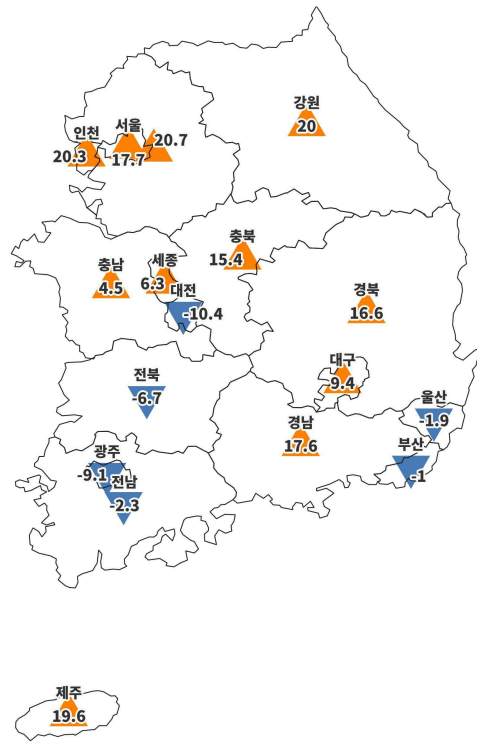 강원
20
서울
인천
20.7
20.3
17.7
충북
15.4
충남
4.5
세종
6.3
대전
-10.4
경북
16.6
대구
9.4
전북
-6.7
울산
-1.9
경남
17.6
부산
-1
광주
-9.1
전남
-2.3
제주
19.6